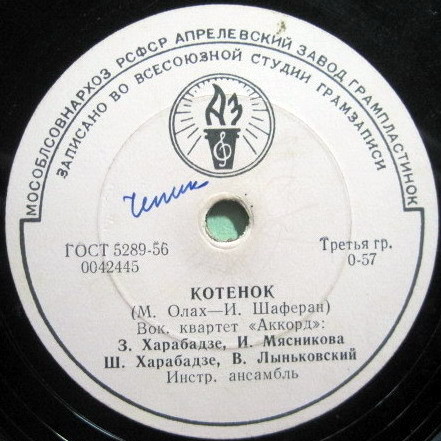 МОСОБЛСОВНАРХОЗ РСФСР АПРЕЛЕВСКИЙ ЗАВОД ГРАМПЛАСТИНОК
ЗАПИСАНО ВО ВСЕСОЮЗНОЙ СТУДИИ ГРАМЗАПИСИ
АЗ
ГОСТ 5289-56
0042445
Третья гр.
0-57
КОТЕНОК
(М. Олах—И. Шаферан)
Вок. квартет «Аккорд»:
З. Харабадзе, И. Мясникова
Ш. Харабадзе, В. Лыньковский
Инстр. ансамбль